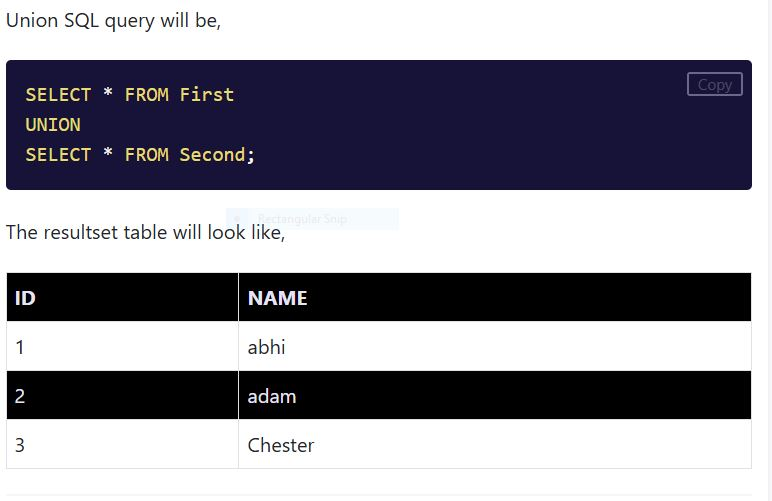 Union SQL query will be,
Copy
SELECT * FROM First
UNION
SELECT * FROM Second;
Rectangular Snip
The resultset table will look like,
ID NAME
1 abhi
2 adam
3 Chester